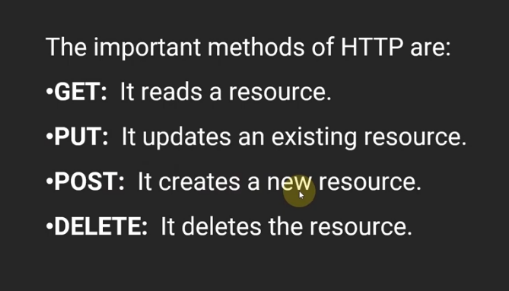 The important methods of HTTP are:
•GET: It reads a resource.
•PUT: It updates an existing resource.
•POST: It creates a new resource.
•DELETE: It deletes the resource.